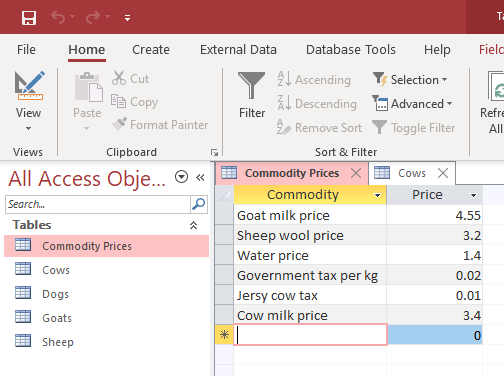 Ta
File Home Create External Data Database Tools Help Field
View Paste Cut Copy Format Painter Filter Ascending Descending Remove Sort Selection Advanced Toggle Filter Refre All
Views Clipboard Sort & Filter
All Access Obje...
Search...
Tables
Commodity Prices
Cows
Dogs
Goats
Sheep
Commodity Prices Cows
Commodity Price
Goat milk price 4.55
Sheep wool price 3.2
Water price 1.4
Government tax per kg 0.02
Jersy cow tax 0.01
Cow milk price 3.4
0